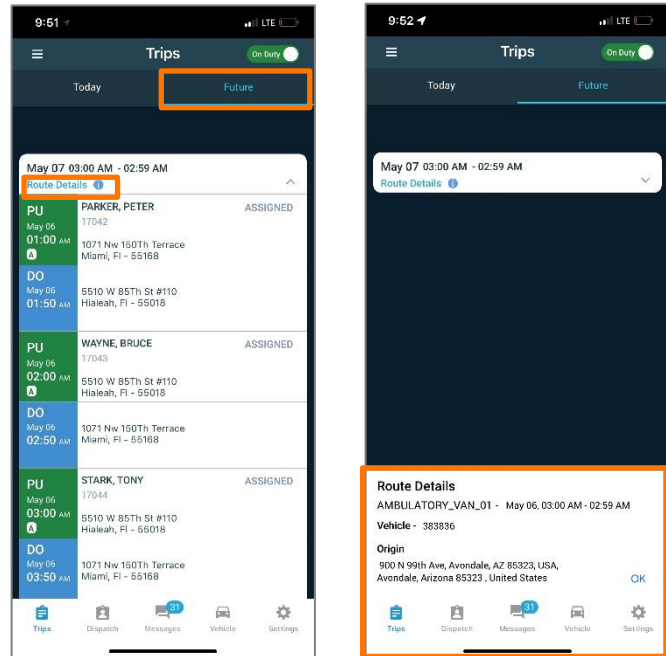 9:51
LTE
Trips
On Duty
Today
Future
May 07 03:00 AM - 02:59 AM
Route Details
PU
May 06
01:00 AM
A
PARKER, PETER
ASSIGNED
17042
1071 Nw 150Th Terrace
Miami, Fl - 55168
DO
May 06
01:50 AM
5510 W 85Th St #110
Hialeah, Fl - 55018
PU
May 06
02:00 AM
A
WAYNE, BRUCE
ASSIGNED
17043
5510 W 85Th St #110
Hialeah, Fl - 55018
DO
May 06
02:50 AM
1071 Nw 150Th Terrace
Miami, Fl - 55168
PU
May 06
03:00 AM
A
STARK, TONY
ASSIGNED
17044
5510 W 85Th St #110
Hialeah, Fl - 55018
DO
May 06
03:50 AM
1071 Nw 150Th Terrace
Miami, Fl - 55168
31
Trips
Dispatch
Messages
Vehicle
Settings
9:52
LTE
Trips
On Duty
Today
Future
May 07 03:00 AM - 02:59 AM
Route Details
Route Details
AMBULATORY_VAN_01 - May 06, 03:00 AM - 02:59 AM
Vehicle - 383836
Origin
900 N 99th Ave, Avondale, AZ 85323, USA,
Avondale, Arizona 85323 , United States
OK
31
Trips
Dispatch
Messages
Vehicle
Settings